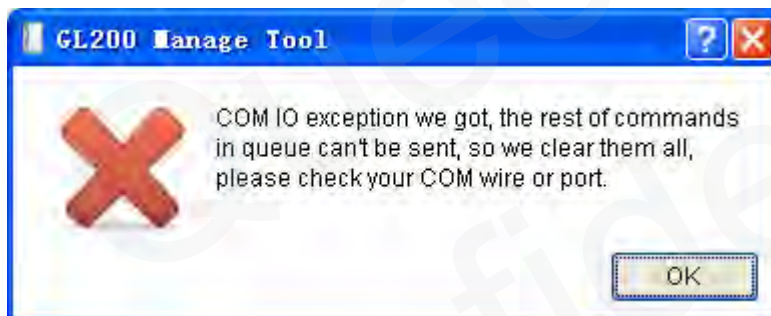 GL200 Manage Tool
COM IO exception we got, the rest of commands
in queue can't be sent, so we clear them all,
please check your COM wire or port.
OK